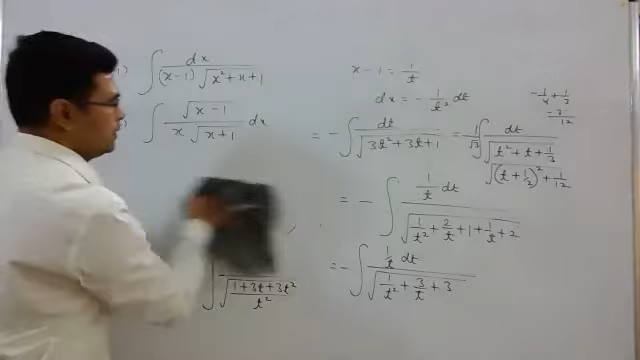 1) ∫ dx / (x-1) √(x² + x + 1)
∫ √(x-1) / x √(x+1) dx
x - 1 = 1/t
dx = - 1/t² dt
- 1/4 + 1/3
= 1/12
= - ∫ dt / √(3t² + 3t + 1) = - 1/√3 ∫ dt / √(t² + t + 1/3)
√((t + 1/2)² + 1/12)
= - ∫ 1/t dt / √(1/t² + 2/t + 1 + 1/t + 2)
∫ √((1 + 3t + 3t²) / t²)
= - ∫ 1/t dt / √(1/t² + 3/t + 3)